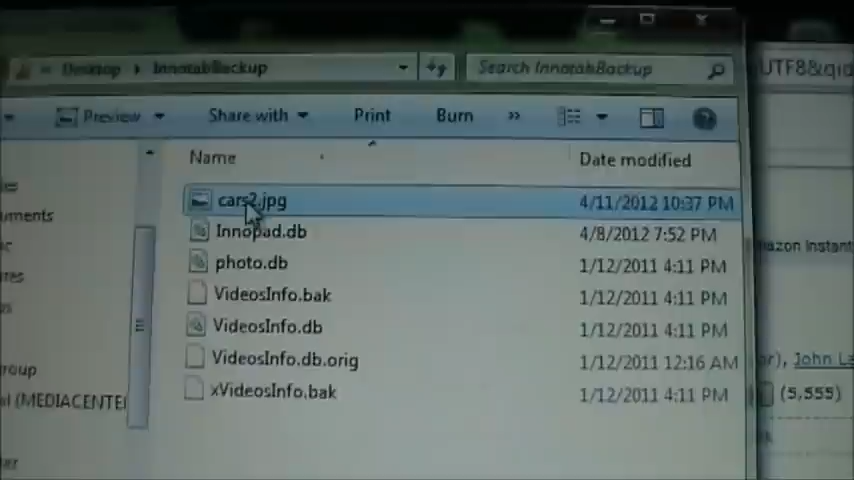 Desktop InnotabBackup Search InnotabBackup
UTF8&qid
Preview Share with Print Burn »
Name Date modified
cars2.jpg 4/11/2012 10:37 PM
Innopad.db 4/8/2012 7:52 PM
photo.db 1/12/2011 4:11 PM
VideosInfo.bak 1/12/2011 4:11 PM
VideosInfo.db 1/12/2011 4:11 PM
VideosInfo.db.orig 1/12/2011 12:16 AM
xVideosInfo.bak 1/12/2011 4:11 PM
uments
roup
(MEDIACENTE
azon Instant
or), John La
(5,555)